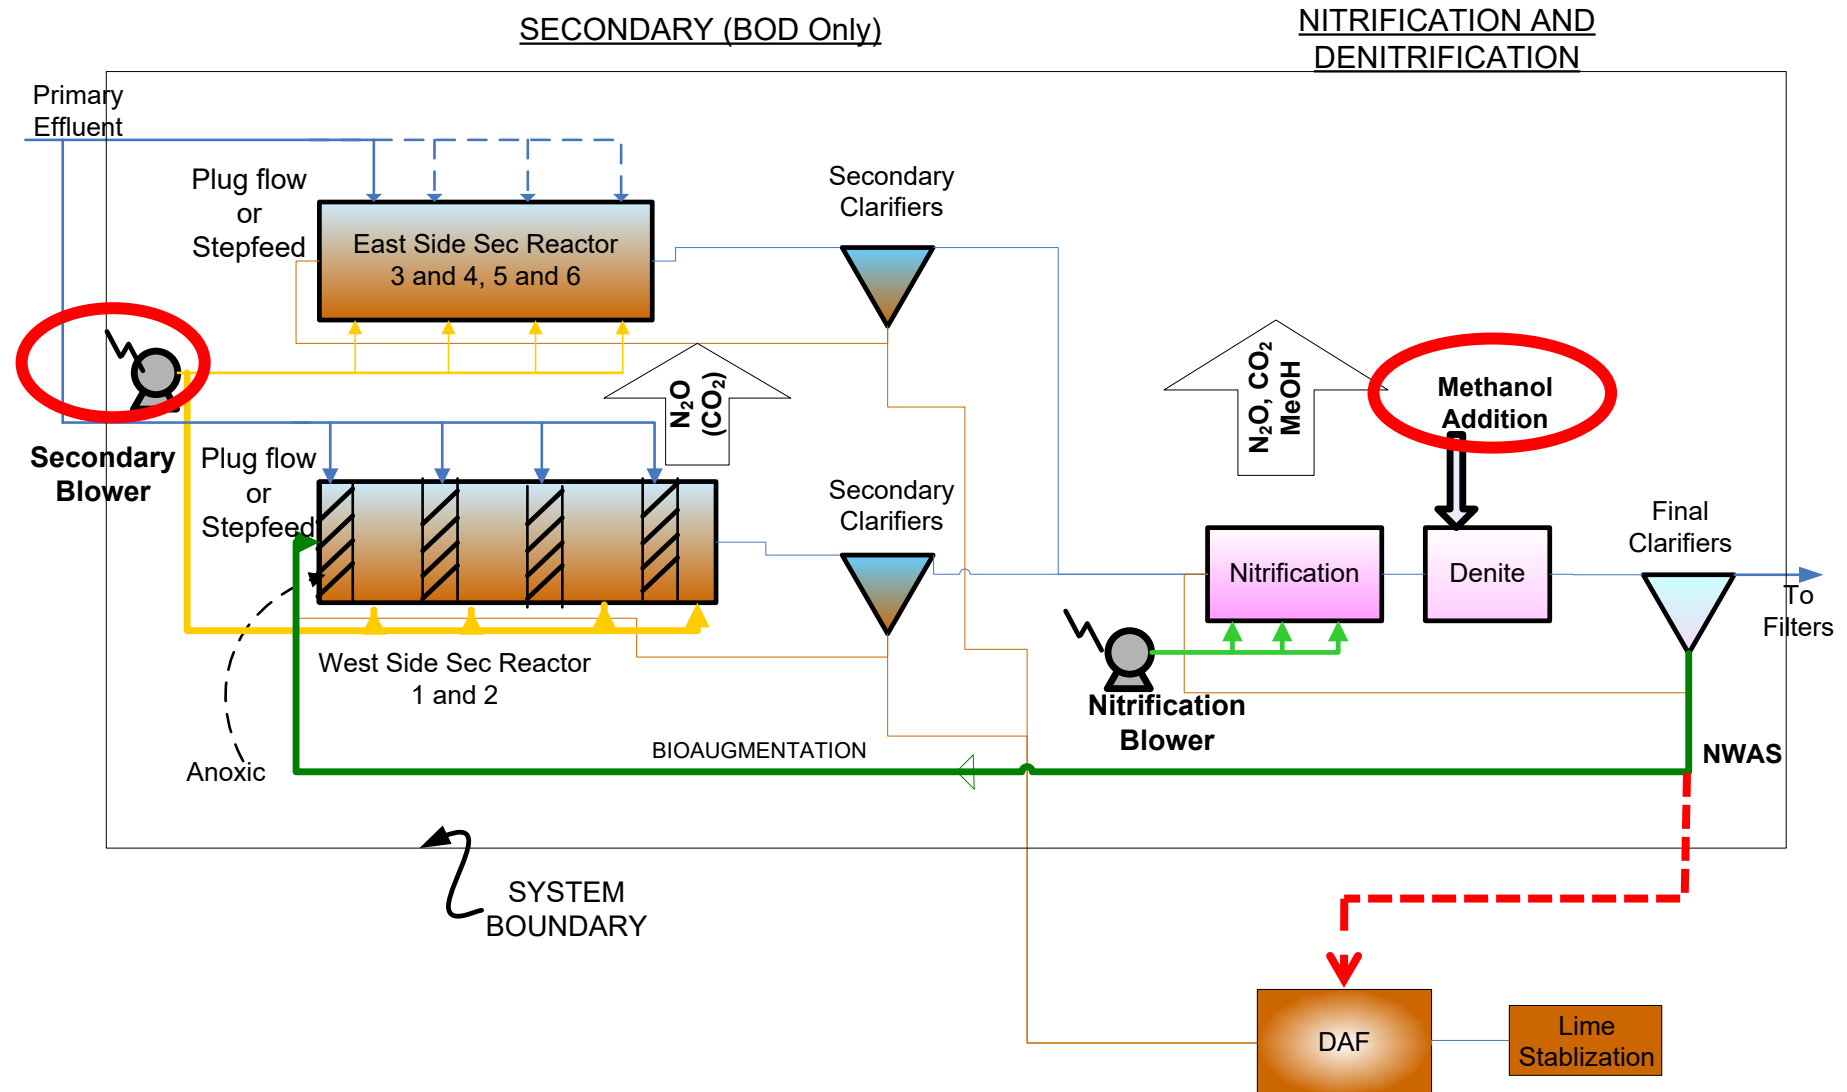 SECONDARY (BOD Only)
NITRIFICATION AND
DENITRIFICATION
Primary
Effluent
Plug flow
or
Stepfeed
East Side Sec Reactor
3 and 4, 5 and 6
Secondary
Clarifiers
N₂O
(CO₂)
N₂O, CO₂
MeOH
Methanol
Addition
Secondary
Blower
Plug flow
or
Stepfeed
Secondary
Clarifiers
Nitrification
Denite
Final
Clarifiers
To
Filters
West Side Sec Reactor
1 and 2
Nitrification
Blower
Anoxic
BIOAUGMENTATION
NWAS
SYSTEM
BOUNDARY
DAF
Lime
Stablization